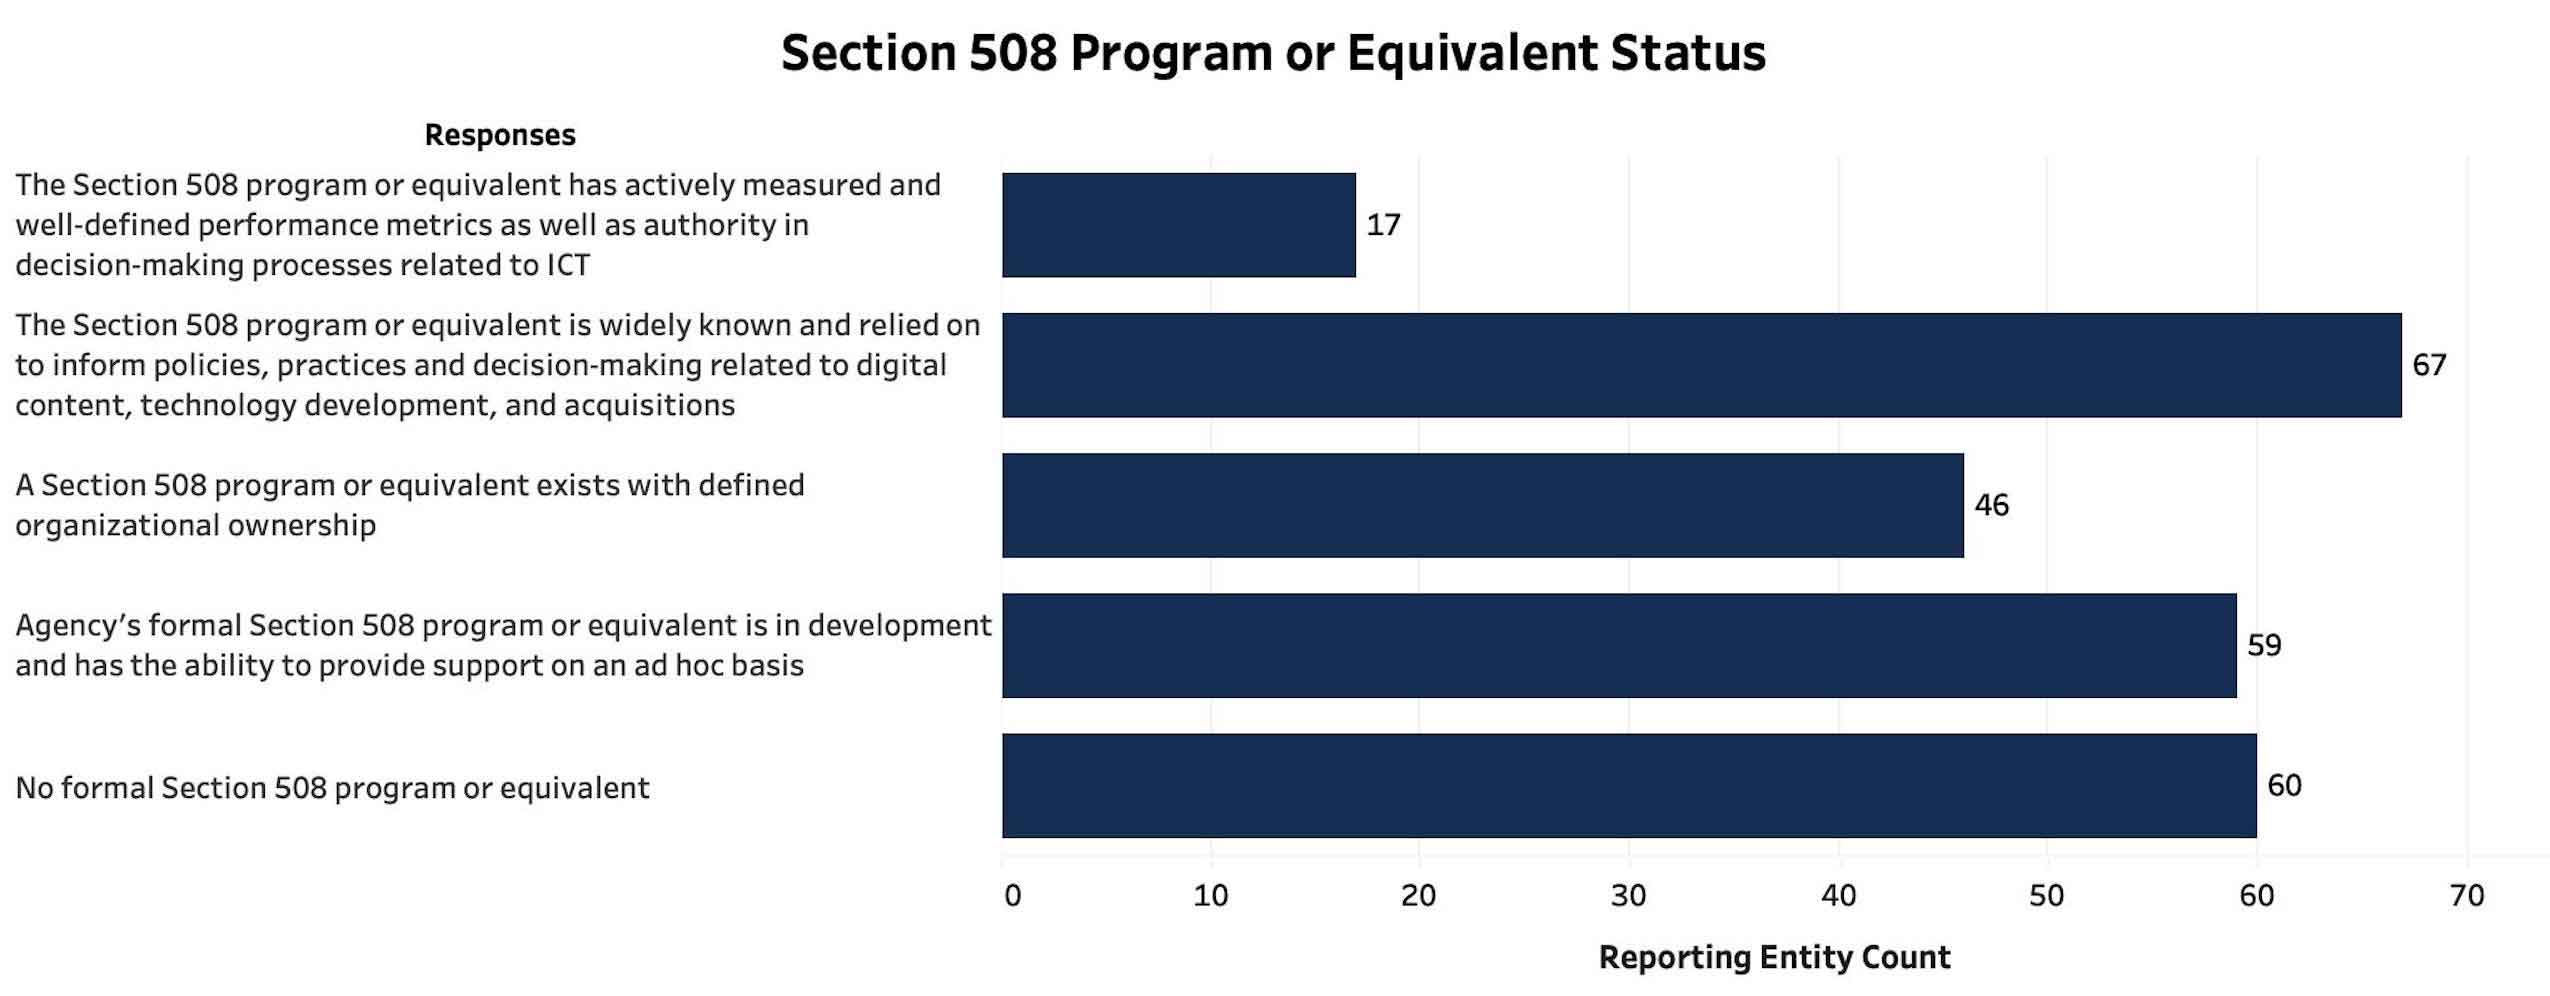 Section 508 Program or Equivalent Status
Responses
The Section 508 program or equivalent has actively measured and
well-defined performance metrics as well as authority in
decision-making processes related to ICT
17
The Section 508 program or equivalent is widely known and relied on
to inform policies, practices and decision-making related to digital
content, technology development, and acquisitions
67
A Section 508 program or equivalent exists with defined
organizational ownership
46
Agency’s formal Section 508 program or equivalent is in development
and has the ability to provide support on an ad hoc basis
59
No formal Section 508 program or equivalent
60
0 10 20 30 40 50 60 70
Reporting Entity Count